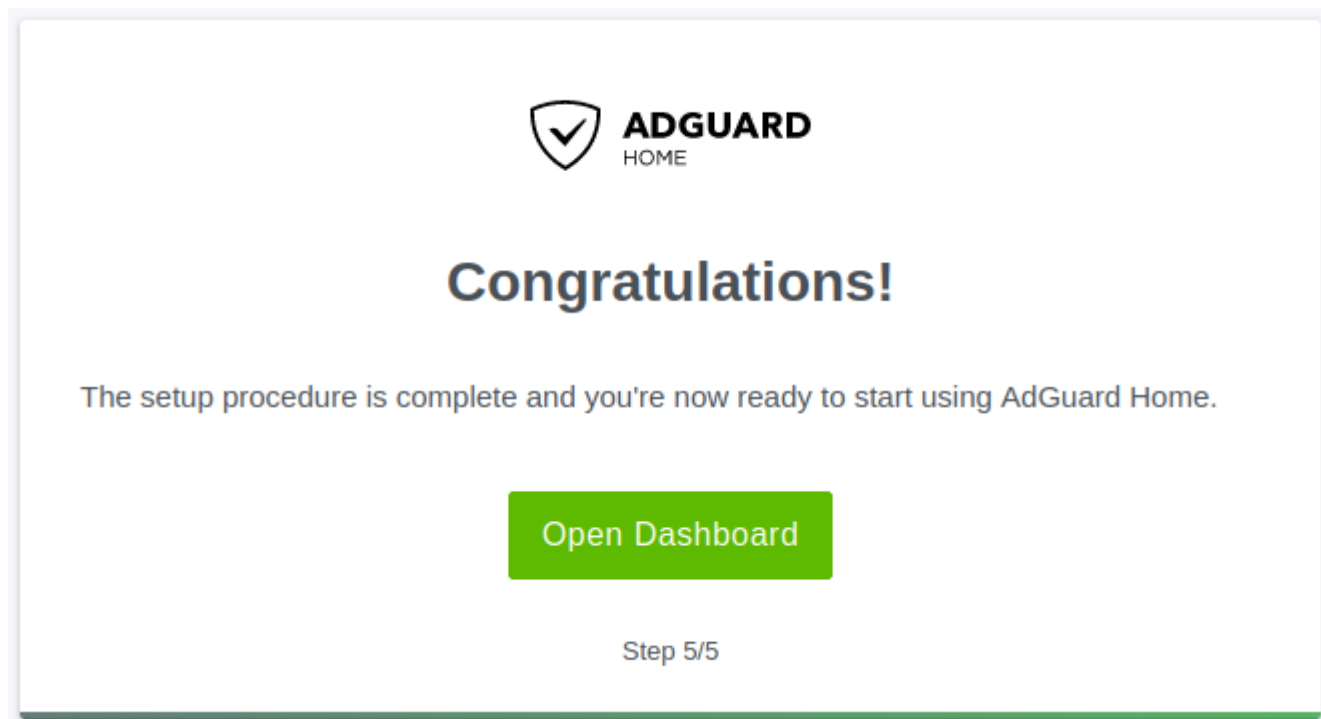 ADGUARD
HOME
Congratulations!
The setup procedure is complete and you're now ready to start using AdGuard Home.
Open Dashboard
Step 5/5